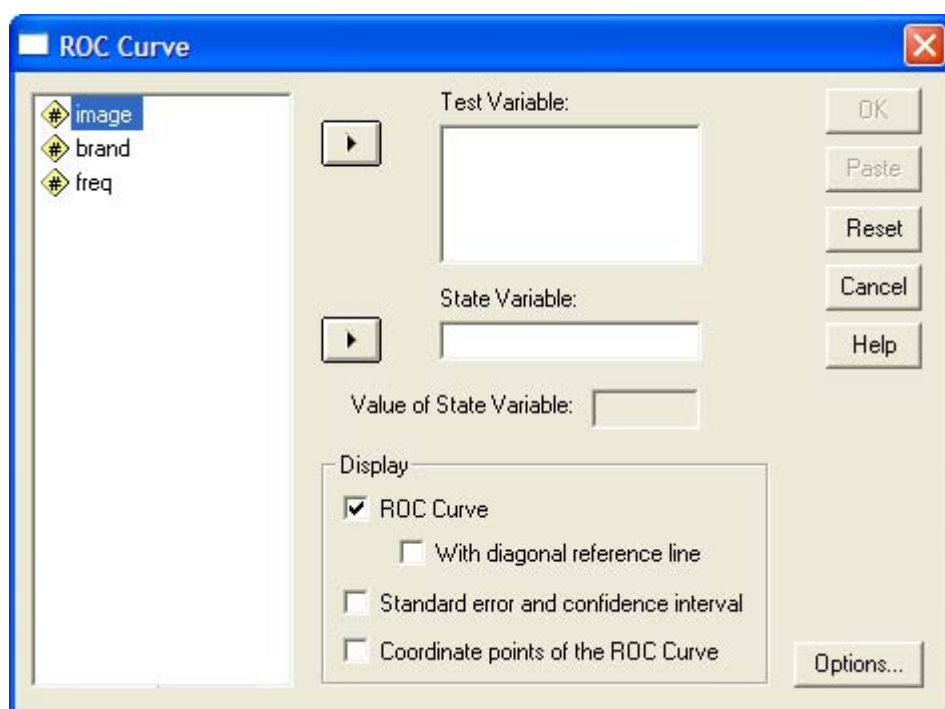 ROC Curve
image
brand
freq
Test Variable:
State Variable:
Value of State Variable:
Display
ROC Curve
With diagonal reference line
Standard error and confidence interval
Coordinate points of the ROC Curve
OK
Paste
Reset
Cancel
Help
Options...